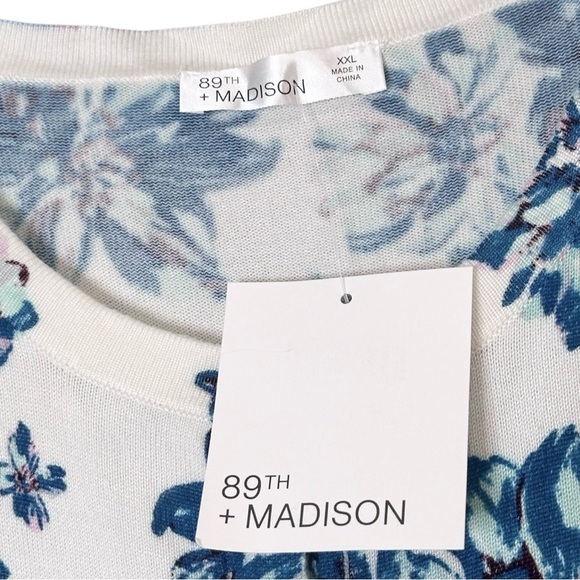 89TH
+ MADISON
XXL
MADE IN
CHINA
89TH
+ MADISON